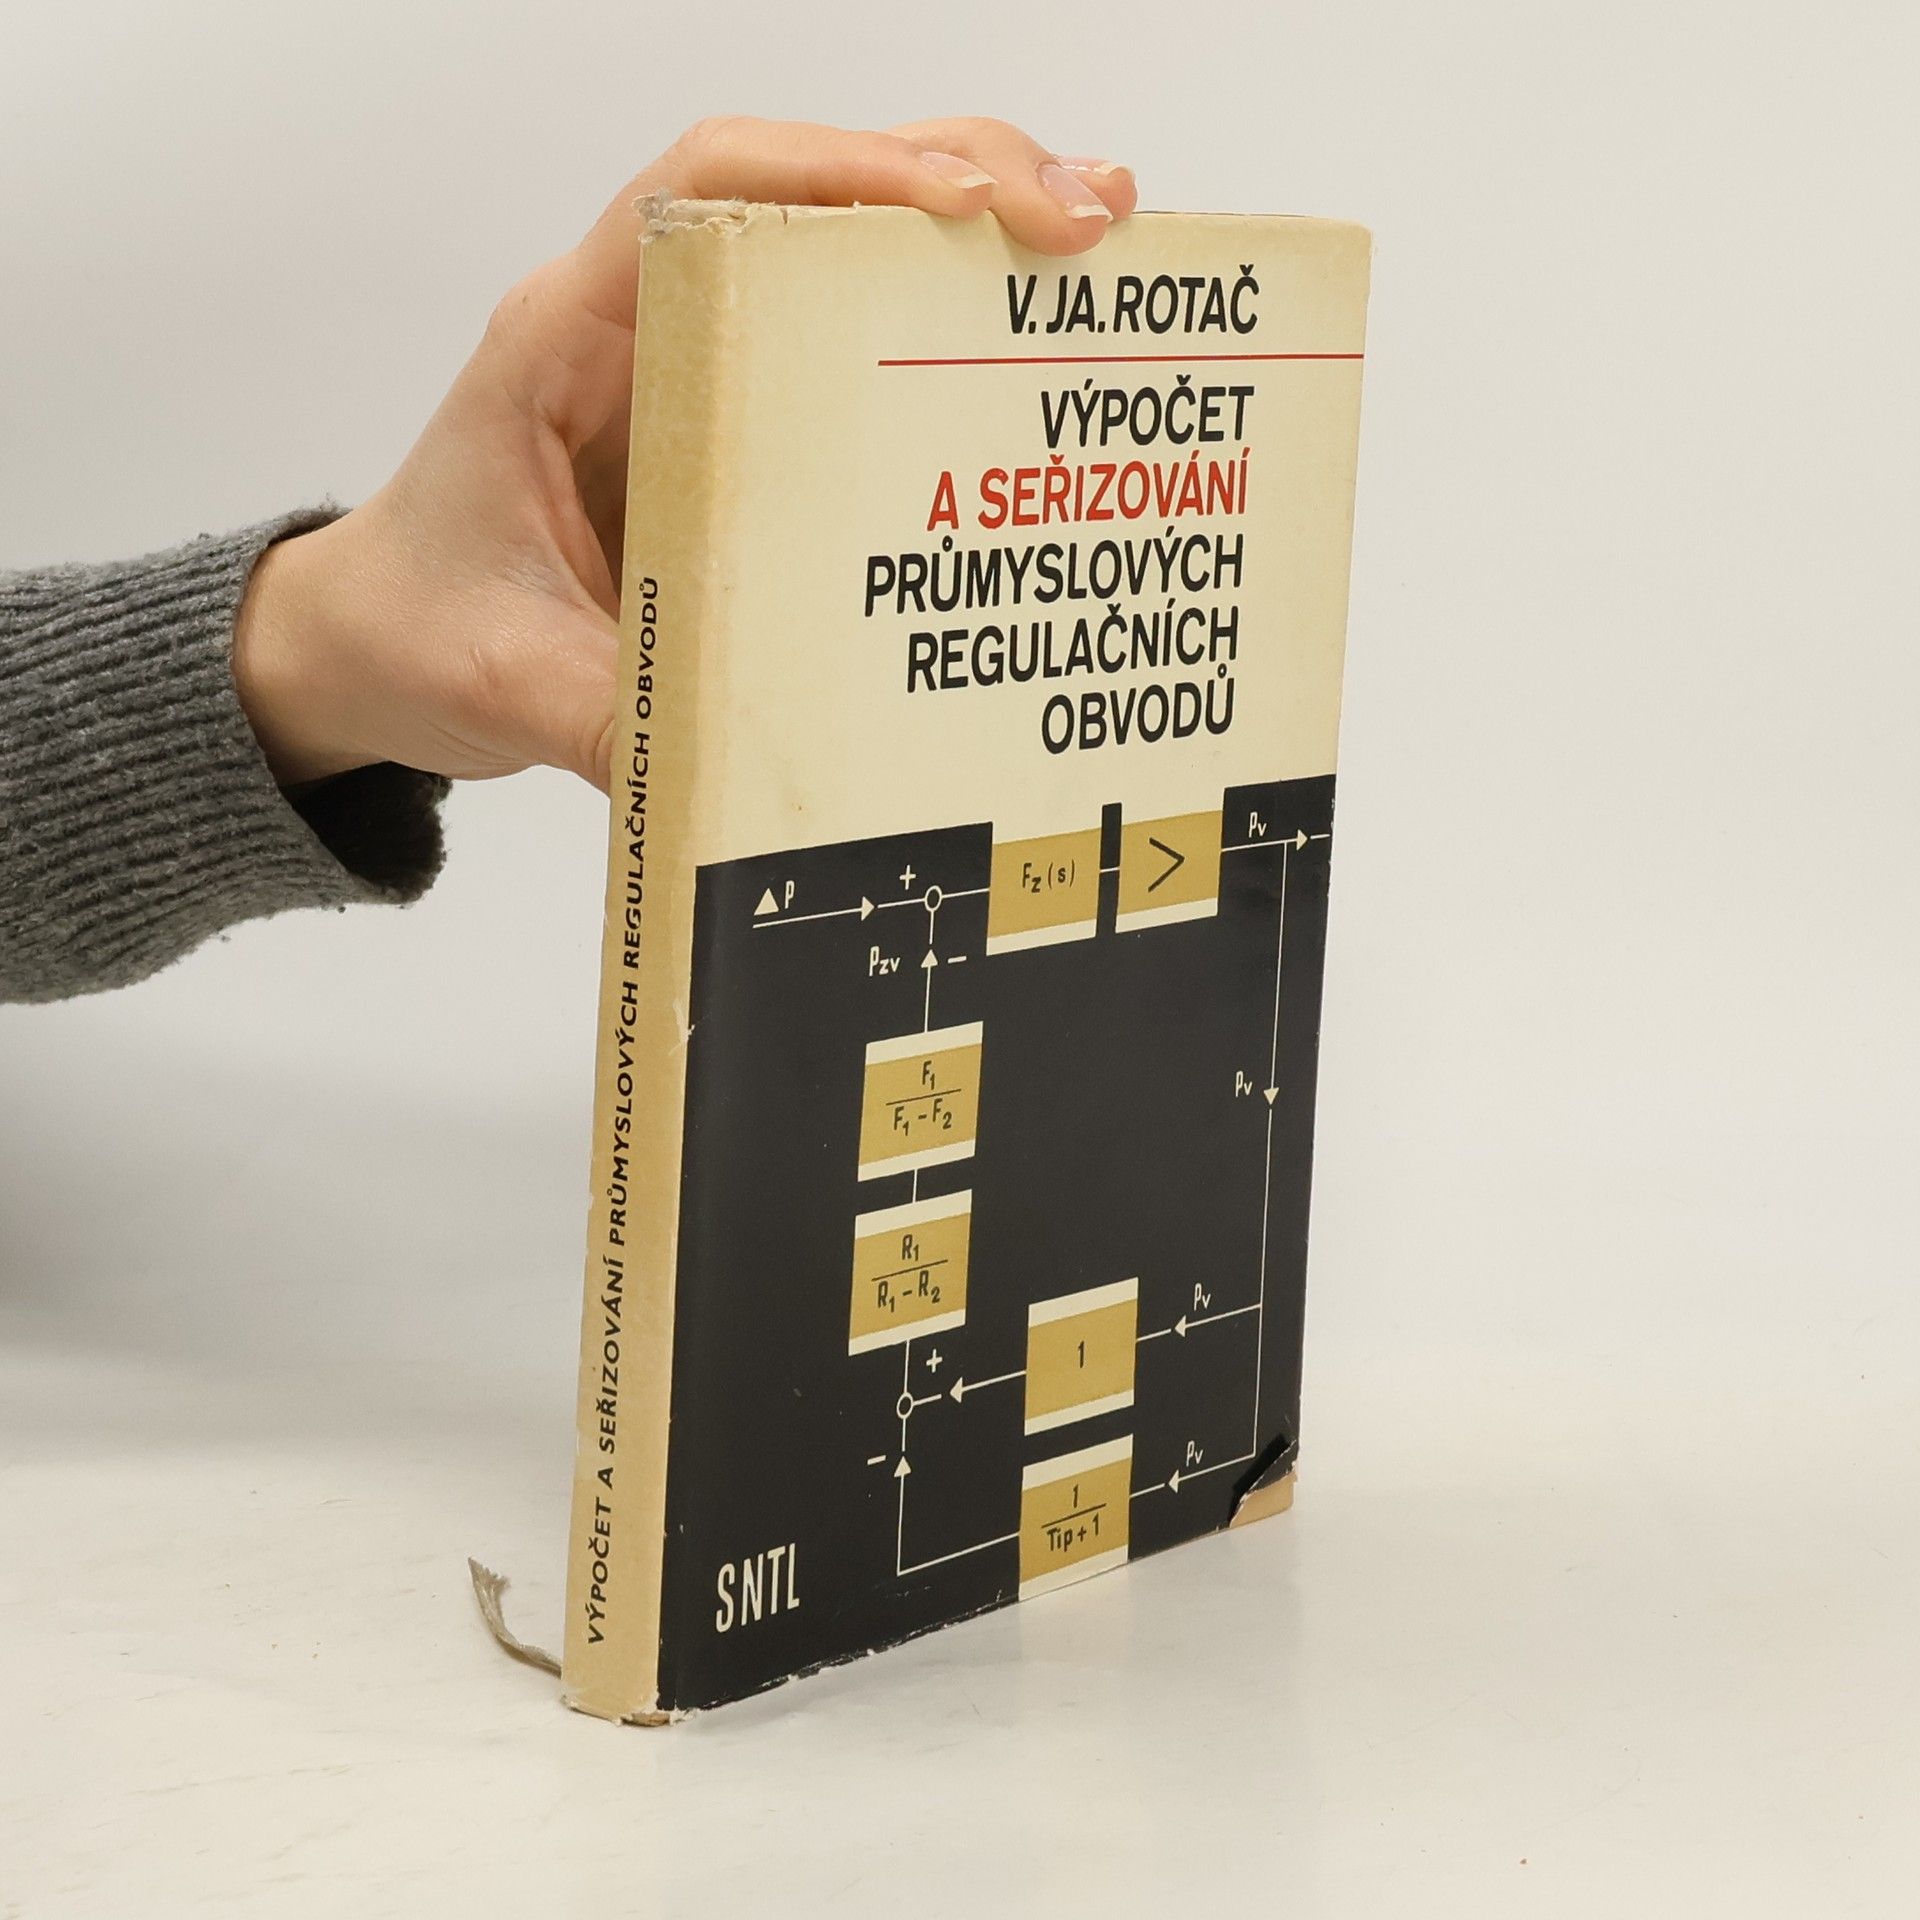 V. JA. ROTAČ
VÝPOČET
A SEŘIZOVÁNÍ
PRŮMYSLOVÝCH
REGULAČNÍCH
OBVODŮ
VÝPOČET A SEŘIZOVÁNÍ PRŮMYSLOVÝCH REGULAČNÍCH OBVODŮ
△ p + Fz(s) > pv
pzv −
F1
F1 − F2
pv
R1
R1 − R2
pv
+ 1
− pv
1
Tip + 1
SNTL